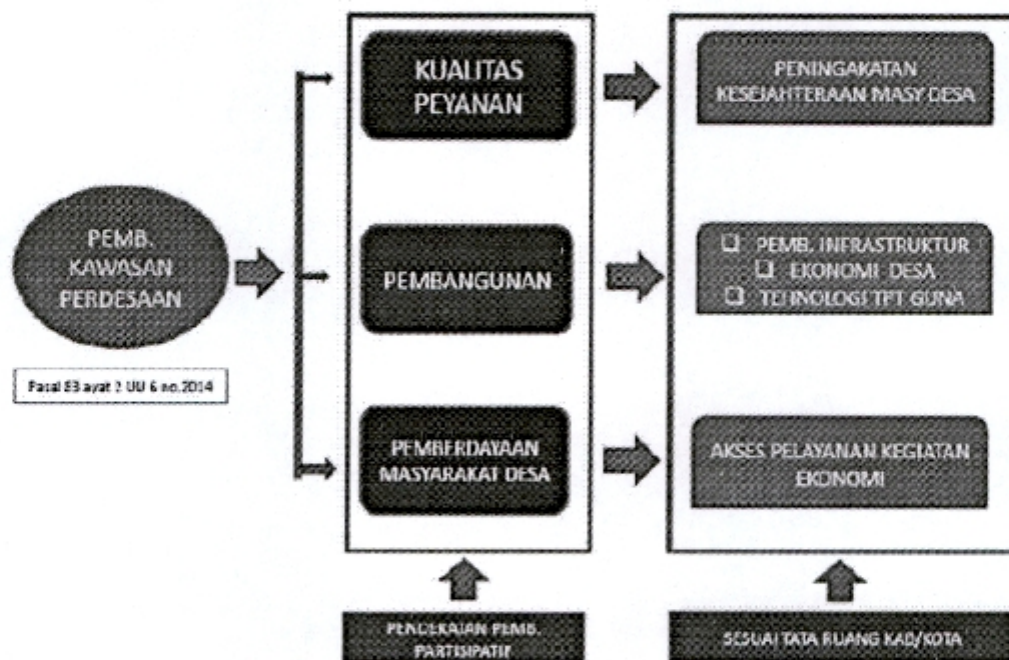 KUALITAS
PEYANAN
PENINGAKATAN
KESEJAHTERAAN MASY DESA
PEMB.
KAWASAN
PERDESAAN
PEMBANGUNAN
PEMB. INFRASTRUKTUR
EKONOMI DESA
TEHNOLOGI TPT GUNA
Pasal 83 ayat 2 UU 6 no.2014
PEMBERDAYAAN
MASYARAKAT DESA
AKSES PELAYANAN KEGIATAN
EKONOMI
PENDEKATAN PEMB.
PARTISIPATIF
SESUAI TATA RUANG KAB/KOTA